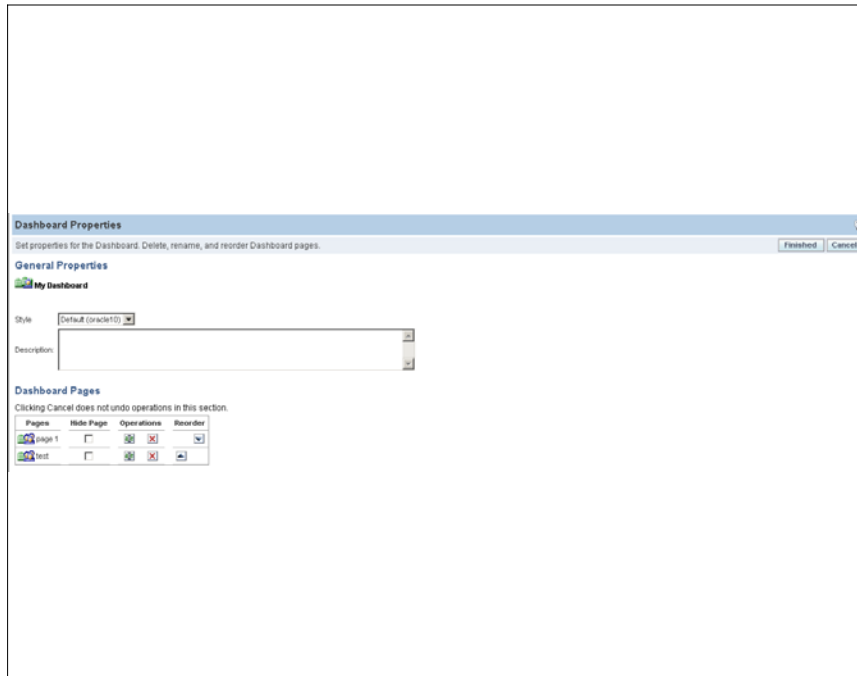 Dashboard Properties
Set properties for the Dashboard. Delete, rename, and reorder Dashboard pages.
Finished Cancel
General Properties
My Dashboard
Style Default (oracle10)
Description:
Dashboard Pages
Clicking Cancel does not undo operations in this section.
Pages Hide Page Operations Reorder
page 1
test